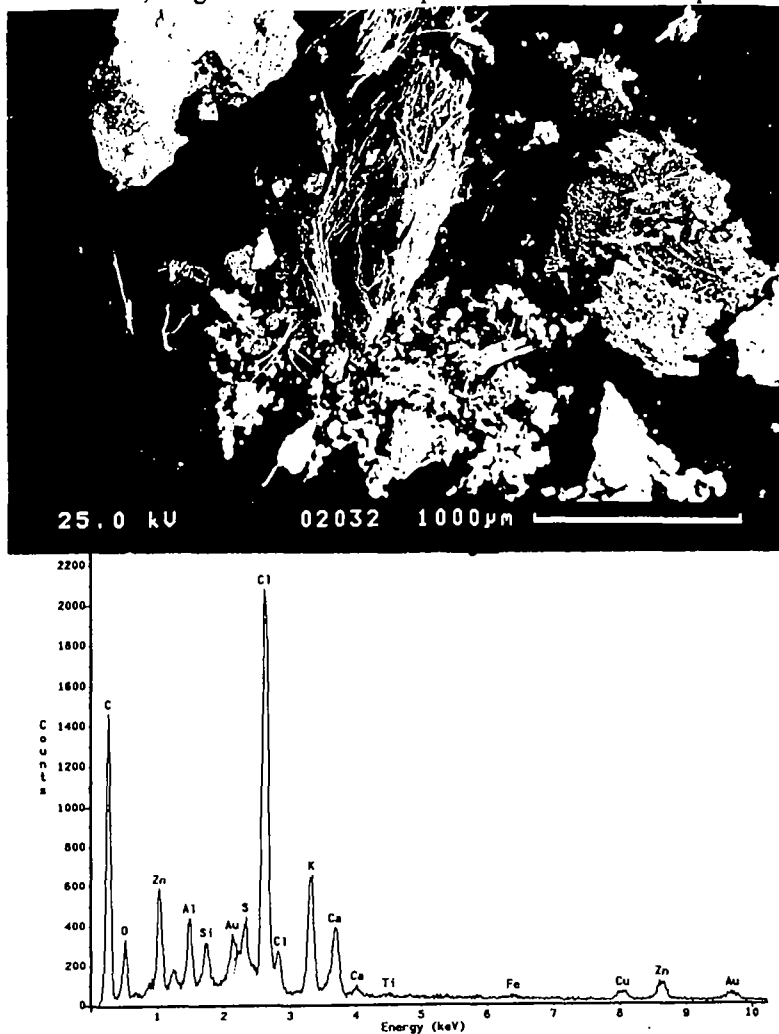 25.0 kV 02032 1000µm
2200
2000
1800
1600
1400
1200
1000
800
600
400
200
0
Counts
C
O
Zn
Al
Si
Au
S
Cl
Cl
K
Ca
Ca
Ti
Fe
Cu
Zn
Au
1 2 3 4 5 6 7 8 9 10
Energy (keV)